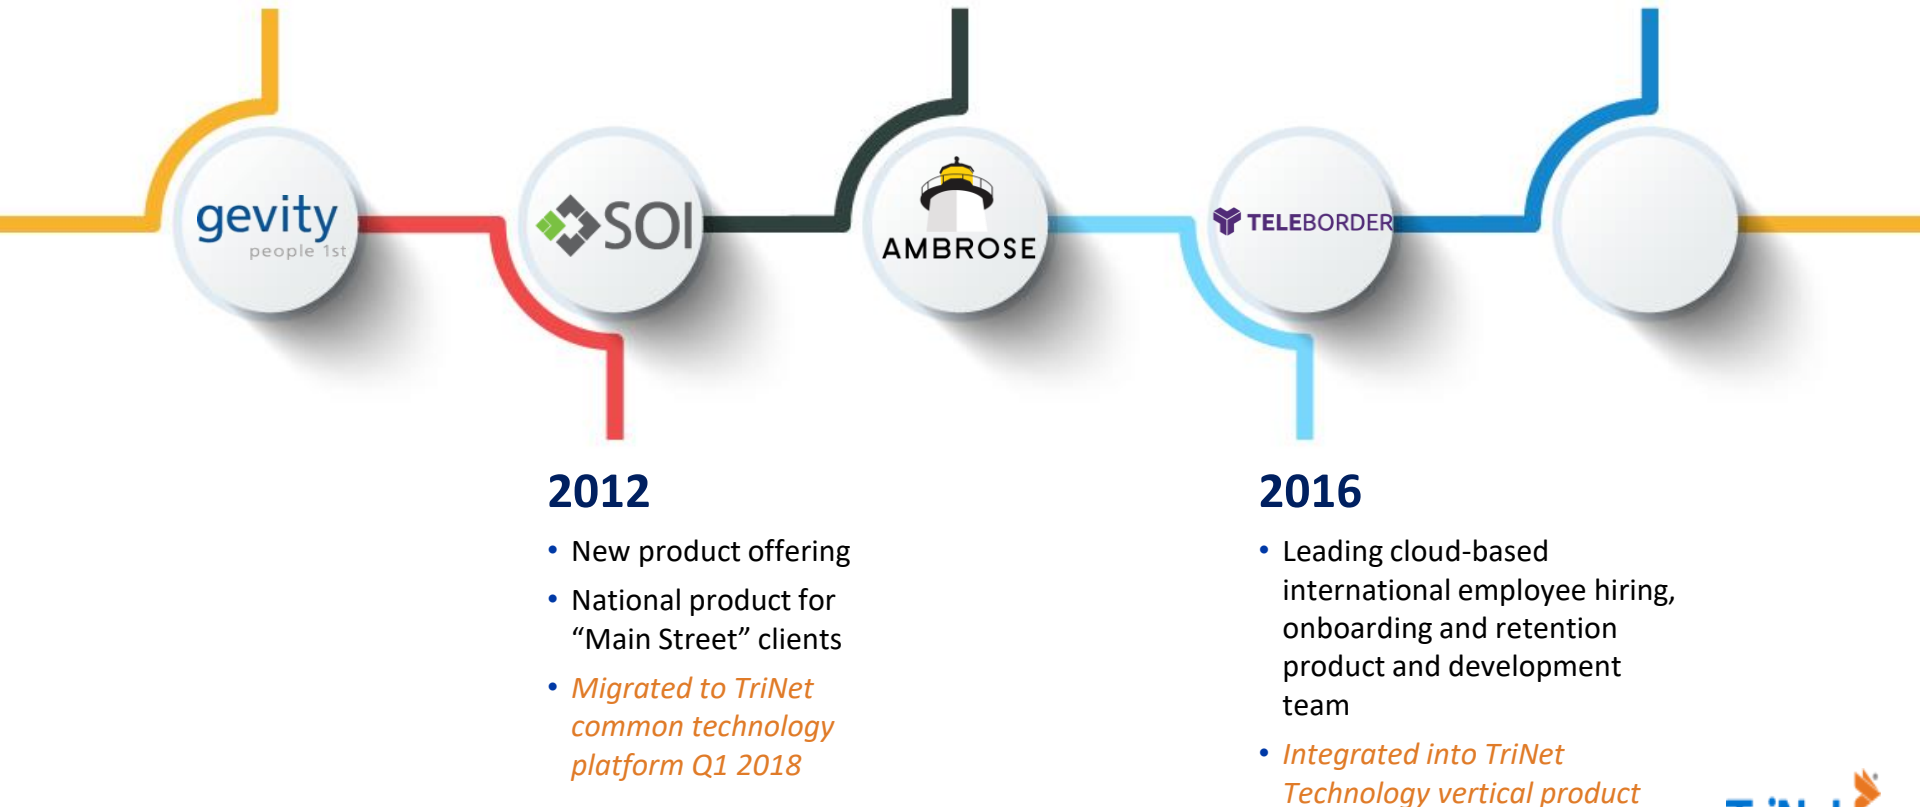 gevity
people 1st
SOI
AMBROSE
TELEBORDER
2012
• New product offering
• National product for
“Main Street” clients
• Migrated to TriNet
common technology
platform Q1 2018
2016
• Leading cloud-based
international employee hiring,
onboarding and retention
product and development
team
• Integrated into TriNet
Technology vertical product
TriNet